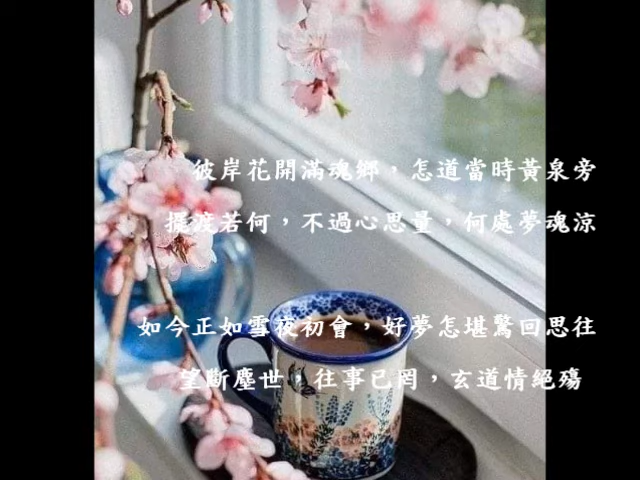 彼岸花開滿魂鄉，怎道當時黃泉旁
擺渡若何，不過心思量，何處夢魂涼
如今正如雪夜初會，好夢怎堪驚回思往
望斷塵世，往事已罔，玄道情絕殤